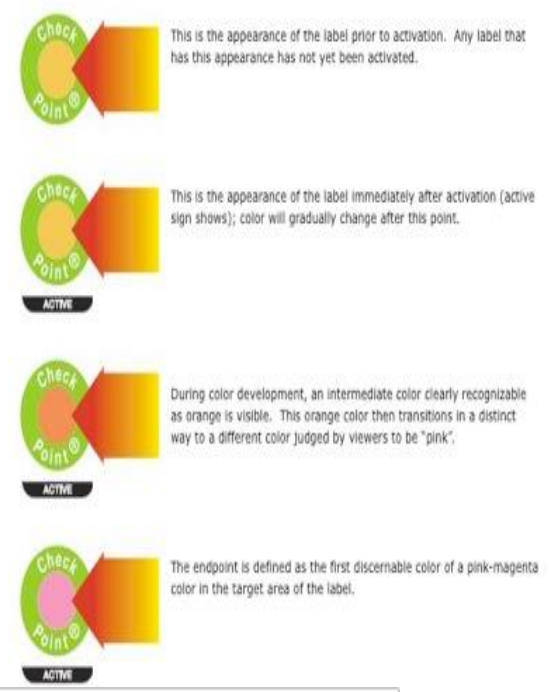 Check
Point®
This is the appearance of the label prior to activation. Any label that
has this appearance has not yet been activated.
Check
Point®
ACTIVE
This is the appearance of the label immediately after activation (active
sign shows); color will gradually change after this point.
Check
Point®
ACTIVE
During color development, an intermediate color clearly recognizable
as orange is visible. This orange color then transitions in a distinct
way to a different color judged by viewers to be "pink".
Check
Point®
ACTIVE
The endpoint is defined as the first discernable color of a pink-magenta
color in the target area of the label.